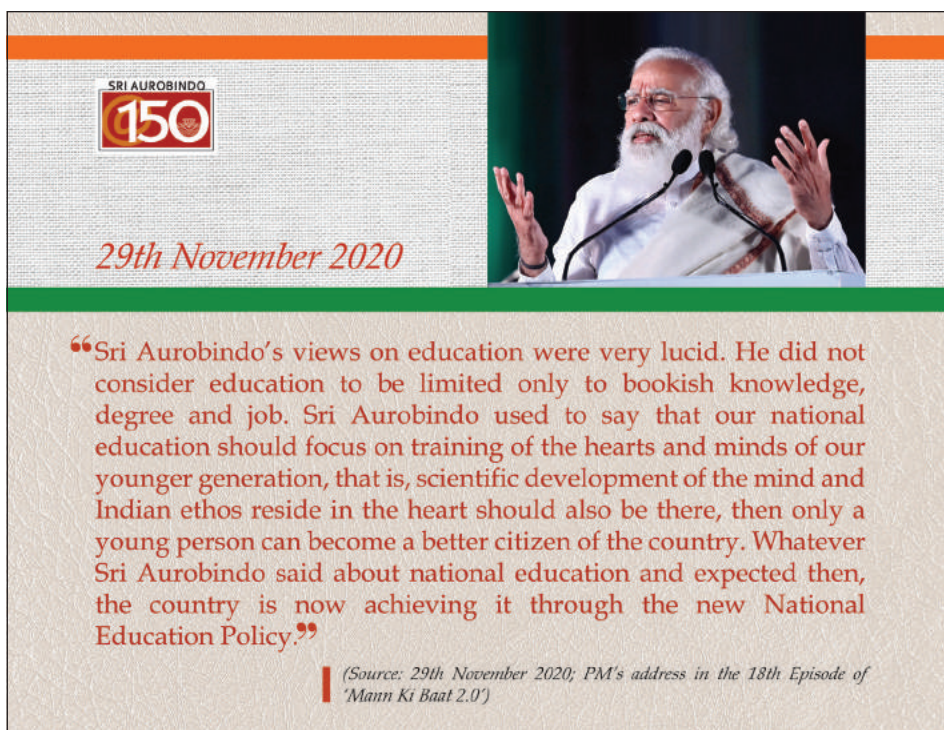 SRI AUROBINDO
@150
29th November 2020
“Sri Aurobindo’s views on education were very lucid. He did not
consider education to be limited only to bookish knowledge,
degree and job. Sri Aurobindo used to say that our national
education should focus on training of the hearts and minds of our
younger generation, that is, scientific development of the mind and
Indian ethos reside in the heart should also be there, then only a
young person can become a better citizen of the country. Whatever
Sri Aurobindo said about national education and expected then,
the country is now achieving it through the new National
Education Policy.”
(Source: 29th November 2020; PM’s address in the 18th Episode of
‘Mann Ki Baat 2.0’)